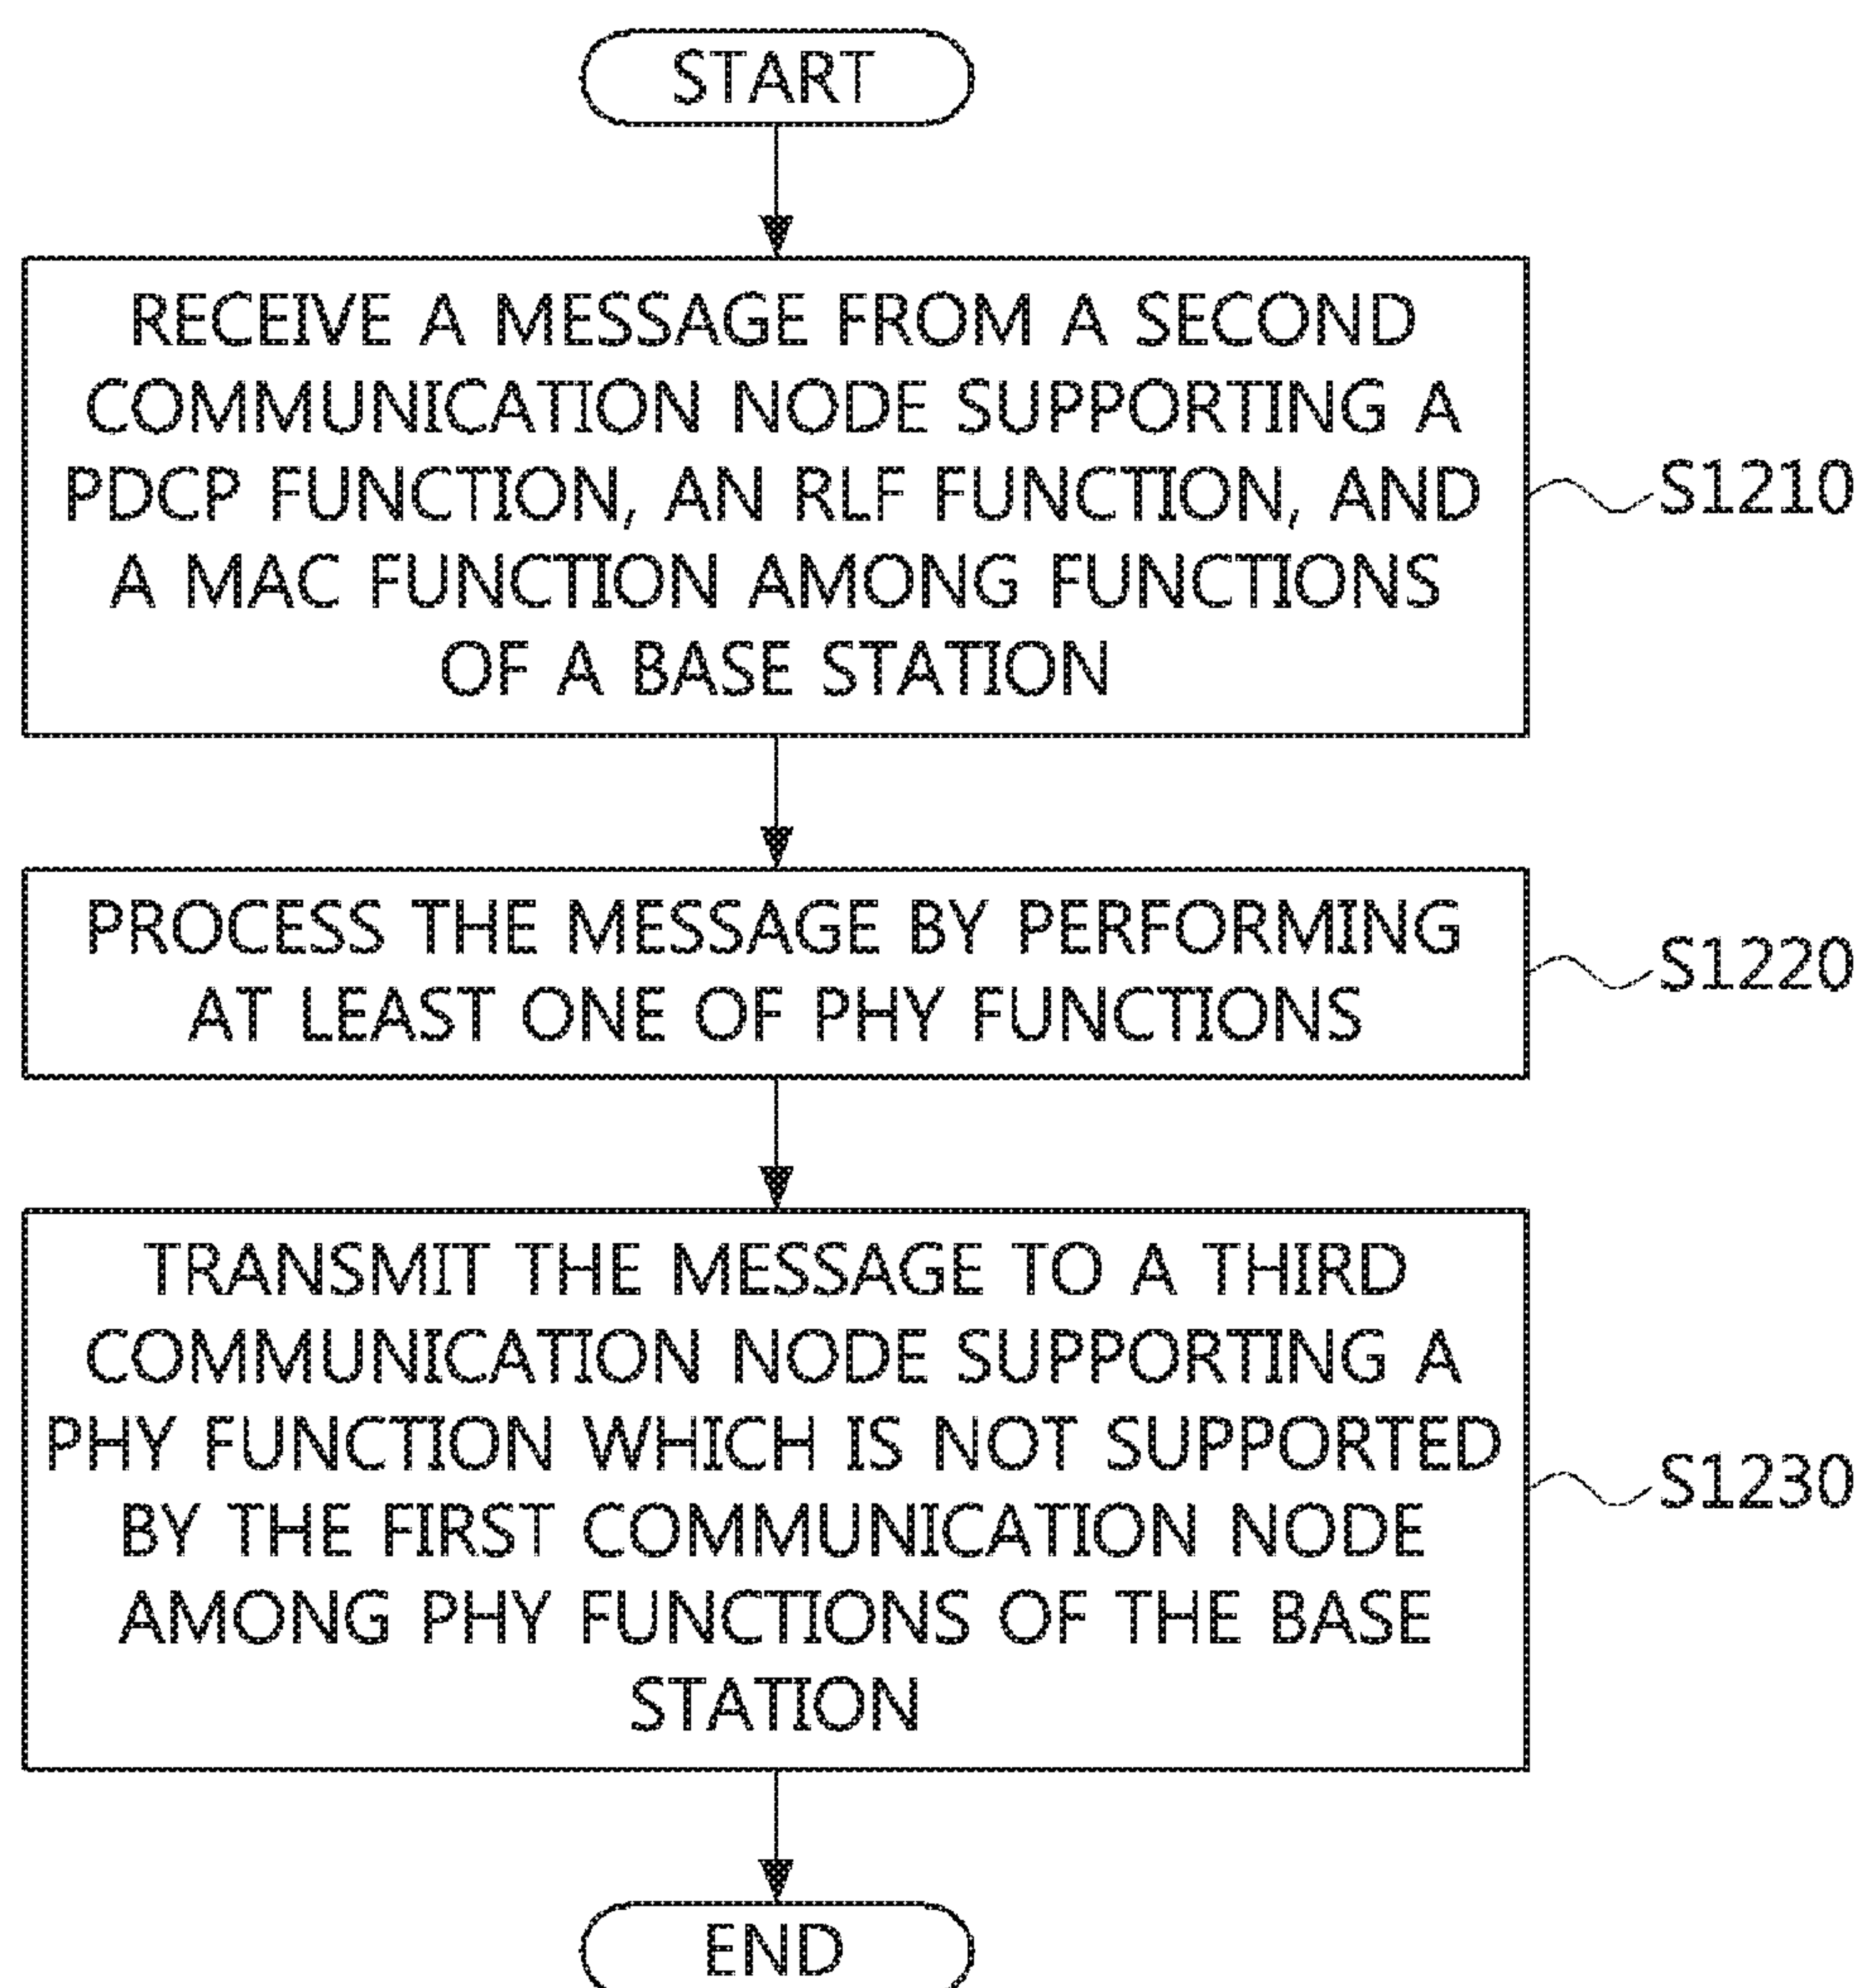 START
RECEIVE A MESSAGE FROM A SECOND
COMMUNICATION NODE SUPPORTING A
PDCP FUNCTION, AN RLF FUNCTION, AND
A MAC FUNCTION AMONG FUNCTIONS
OF A BASE STATION
S1210
PROCESS THE MESSAGE BY PERFORMING
AT LEAST ONE OF PHY FUNCTIONS
S1220
TRANSMIT THE MESSAGE TO A THIRD
COMMUNICATION NODE SUPPORTING A
PHY FUNCTION WHICH IS NOT SUPPORTED
BY THE FIRST COMMUNICATION NODE
AMONG PHY FUNCTIONS OF THE BASE
STATION
S1230
END